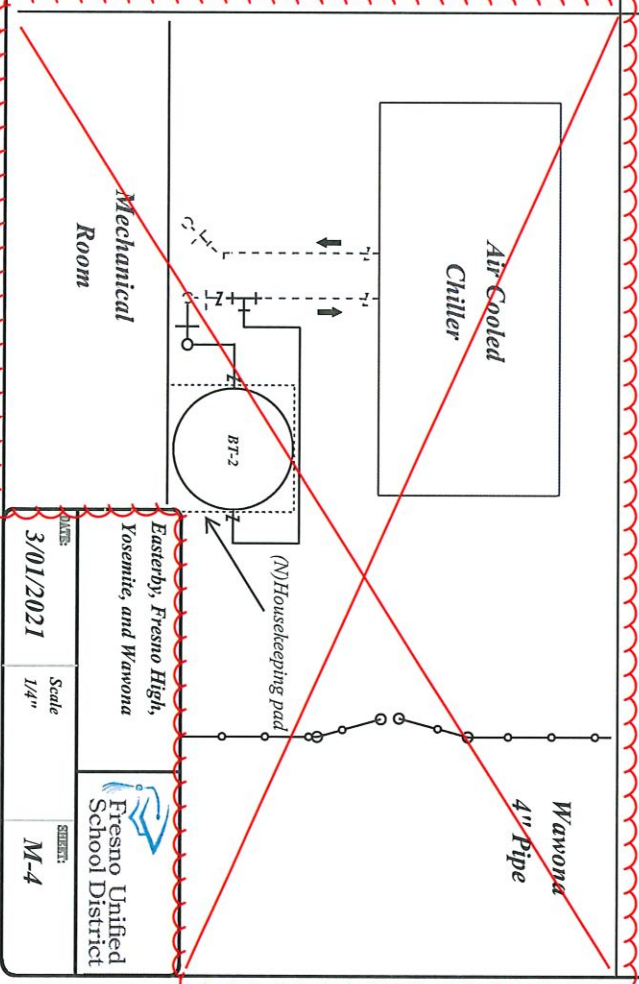 Wawona
4" Pipe
Air Cooled
Chiller
(N)Housekeeping pad
BT-2
Mechanical
Room
Easterby, Fresno High,
Yosemite, and Wawona
Fresno Unified
School District
DATE:
3/01/2021
Scale
1/4"
SHEET:
M-4